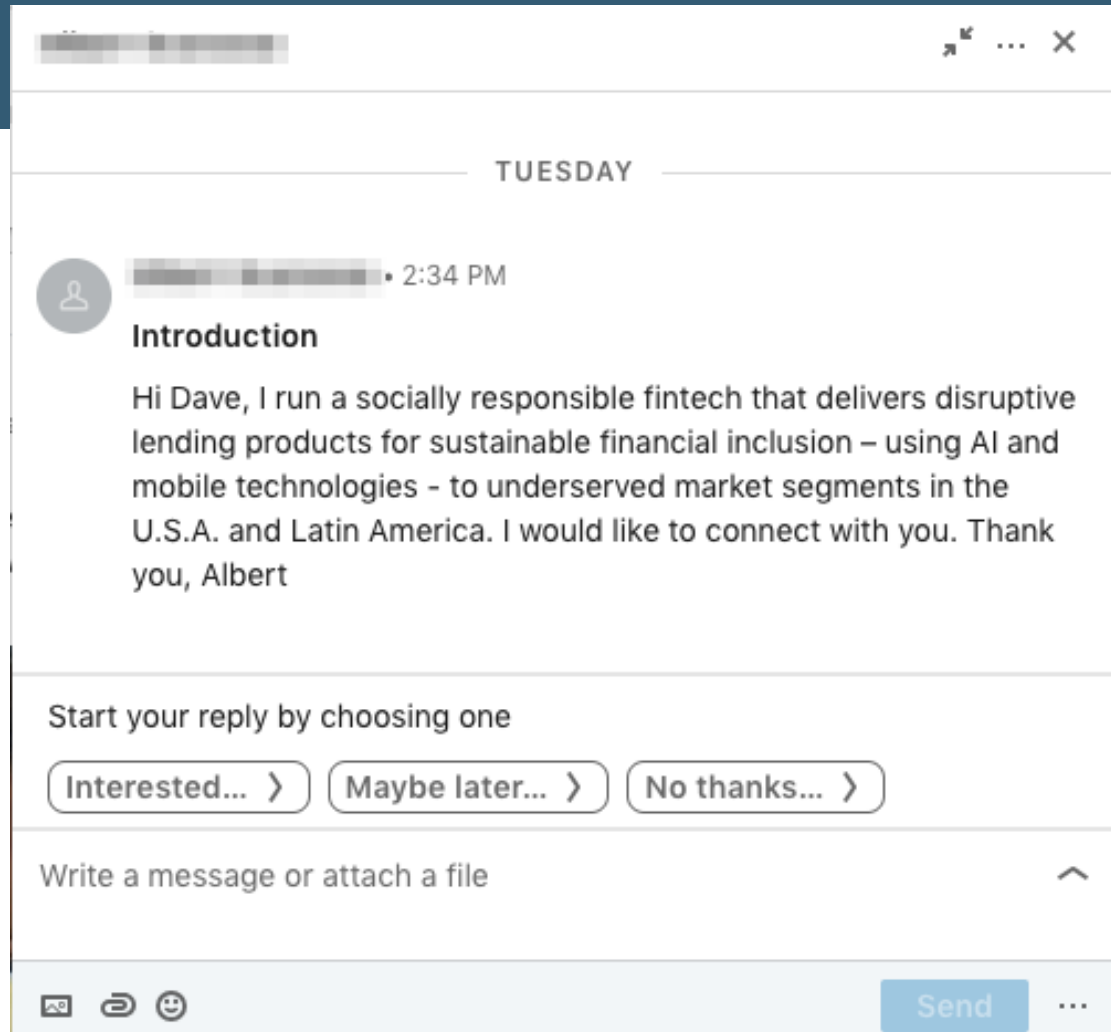 TUESDAY
• 2:34 PM
Introduction
Hi Dave, I run a socially responsible fintech that delivers disruptive
lending products for sustainable financial inclusion – using AI and
mobile technologies - to underserved market segments in the
U.S.A. and Latin America. I would like to connect with you. Thank
you, Albert
Start your reply by choosing one
Interested... Maybe later... No thanks...
Write a message or attach a file
Send